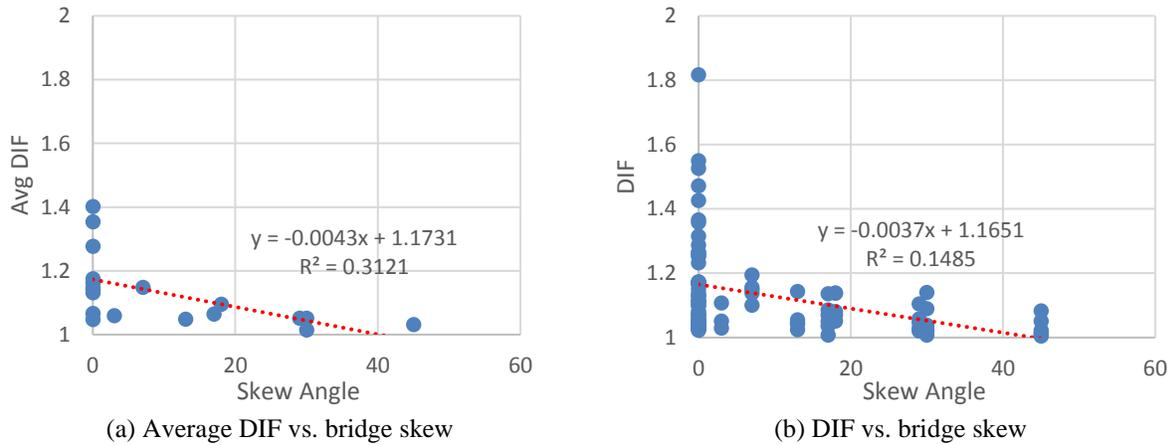 2
1.8
1.6
1.4
1.2
1
Avg DIF
y = -0.0043x + 1.1731
R² = 0.3121
0
20
40
60
Skew Angle
(a) Average DIF vs. bridge skew
2
1.8
1.6
1.4
1.2
1
DIF
y = -0.0037x + 1.1651
R² = 0.1485
0
20
40
60
Skew Angle
(b) DIF vs. bridge skew